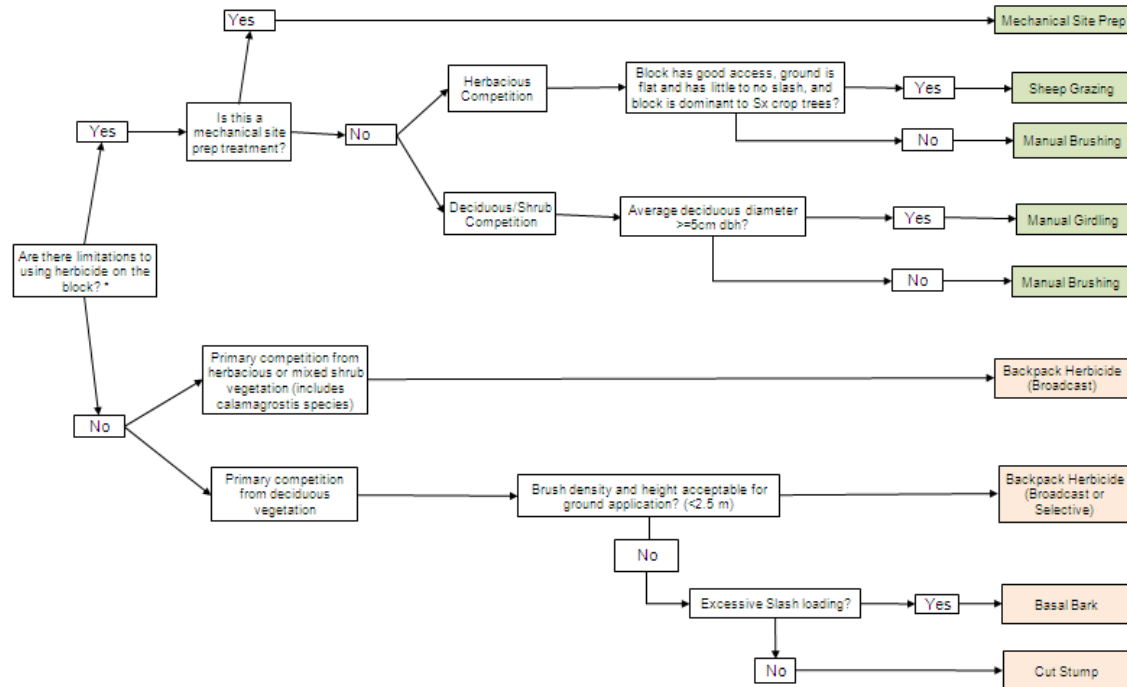 Yes
Mechanical Site Prep
Herbacious
Competition
Block has good access, ground is
flat and has little to no slash, and
block is dominant to Sx crop trees?
Yes
Sheep Grazing
Yes
Is this a
mechanical site
prep treatment?
No
No
Manual Brushing
Deciduous/Shrub
Competition
Average deciduous diameter
>=5cm dbh?
Yes
Manual Girdling
Are there limitations to
using herbicide on the
block? *
No
Manual Brushing
Primary competition from
herbacious or mixed shrub
vegetation (includes
calamagrostis species)
Backpack Herbicide
(Broadcast)
No
Primary competition
from deciduous
vegetation
Brush density and height acceptable for
ground application? (<2.5 m)
Backpack Herbicide
(Broadcast or
Selective)
No
Excessive Slash loading?
Yes
Basal Bark
No
Cut Stump